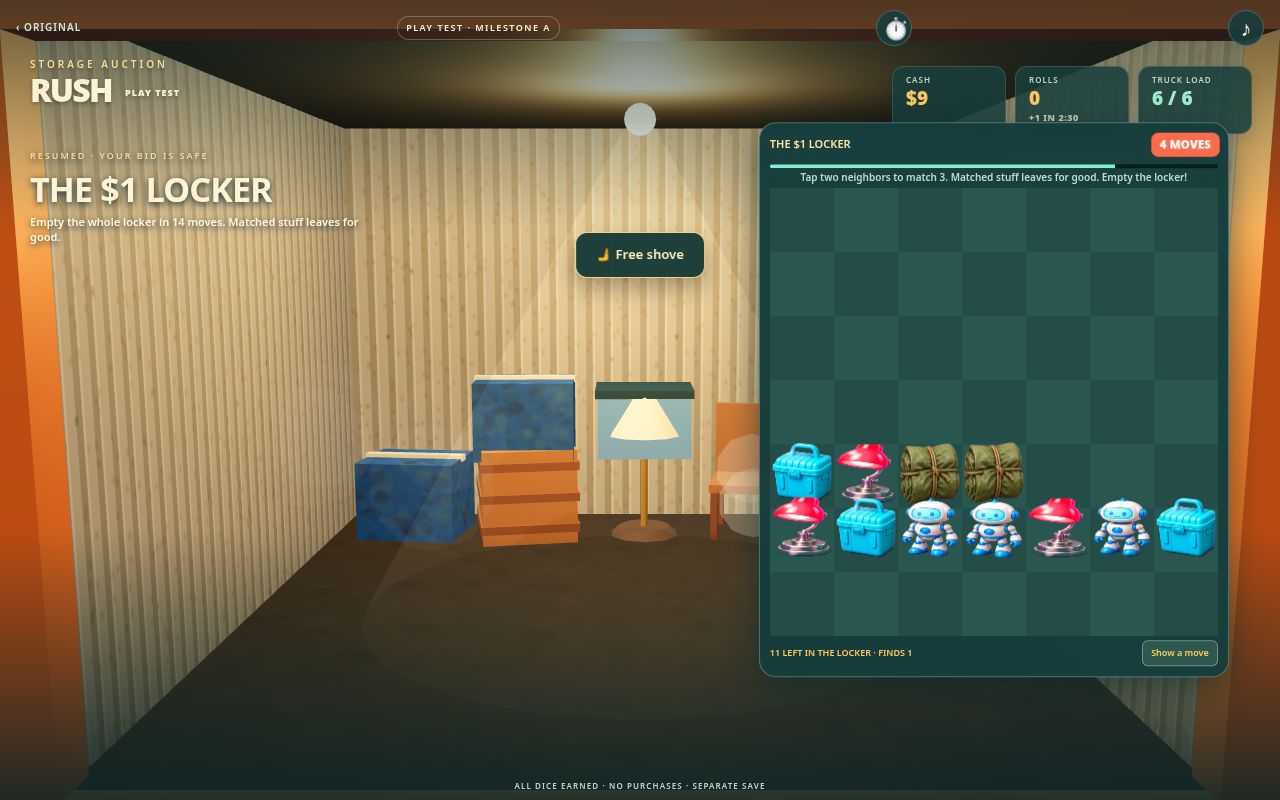 ‹ ORIGINAL
PLAY TEST · MILESTONE A
STORAGE AUCTION
RUSH PLAY TEST
CASH
$9
ROLLS
0
+1 IN 2:30
TRUCK LOAD
6 / 6
RESUMED · YOUR BID IS SAFE
THE $1 LOCKER
Empty the whole locker in 14 moves. Matched stuff leaves for
good.
Free shove
THE $1 LOCKER
4 MOVES
Tap two neighbors to match 3. Matched stuff leaves for good. Empty the locker!
11 LEFT IN THE LOCKER · FINDS 1
Show a move
ALL DICE EARNED · NO PURCHASES · SEPARATE SAVE